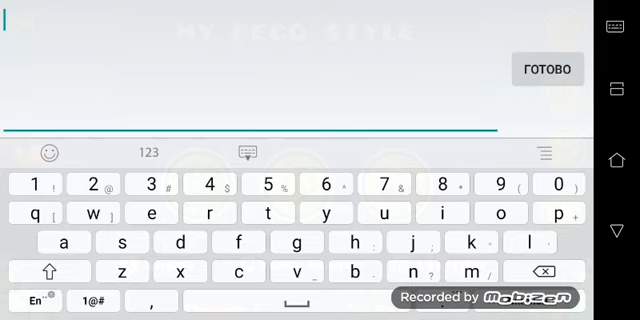 MY DECO STYLE
ГОТОВО
123
1 ! 2 @ 3 # 4 $ 5 % 6 ^ 7 & 8 * 9 ( 0 )
q [ w ] e r t y u i o p +
a s d f g h : j ; k l
z x c v _ b n ? m /
En 1@# , Recorded by mobizen